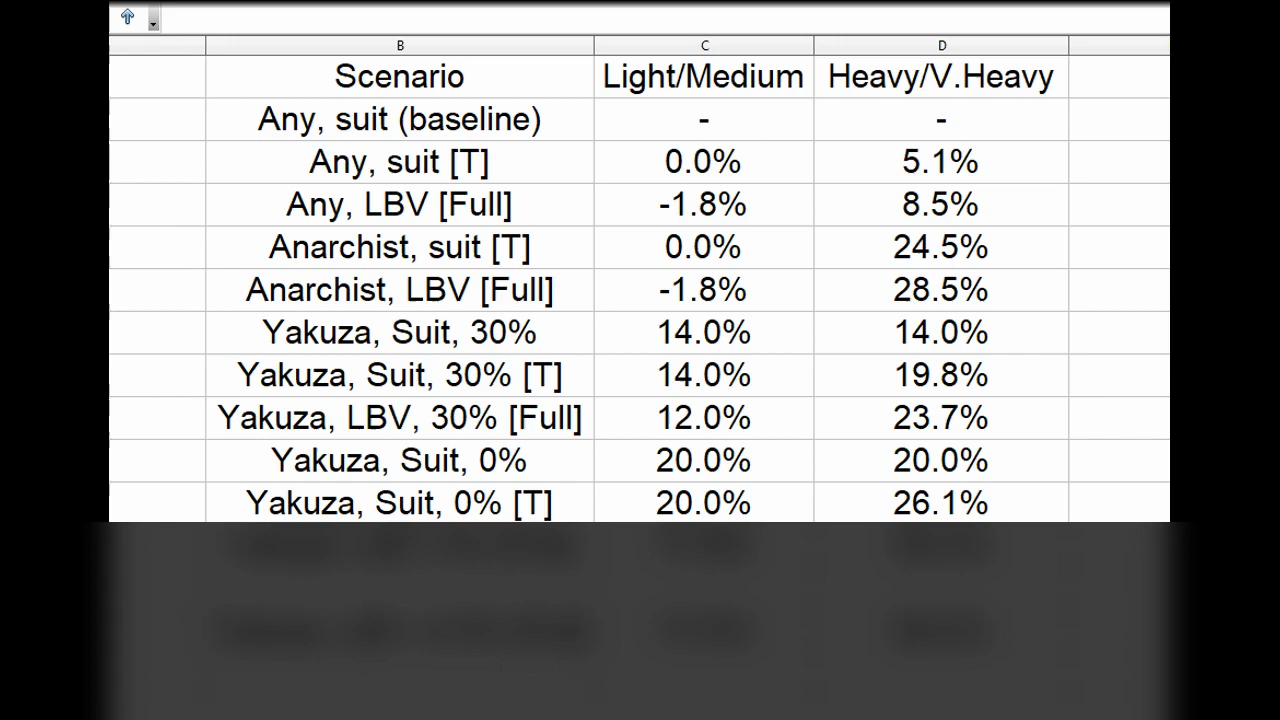 B C D
Scenario Light/Medium Heavy/V.Heavy
Any, suit (baseline) - -
Any, suit [T] 0.0% 5.1%
Any, LBV [Full] -1.8% 8.5%
Anarchist, suit [T] 0.0% 24.5%
Anarchist, LBV [Full] -1.8% 28.5%
Yakuza, Suit, 30% 14.0% 14.0%
Yakuza, Suit, 30% [T] 14.0% 19.8%
Yakuza, LBV, 30% [Full] 12.0% 23.7%
Yakuza, Suit, 0% 20.0% 20.0%
Yakuza, Suit, 0% [T] 20.0% 26.1%